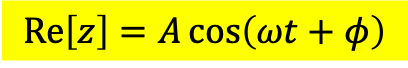 Re[z] = A cos(ωt + ϕ)